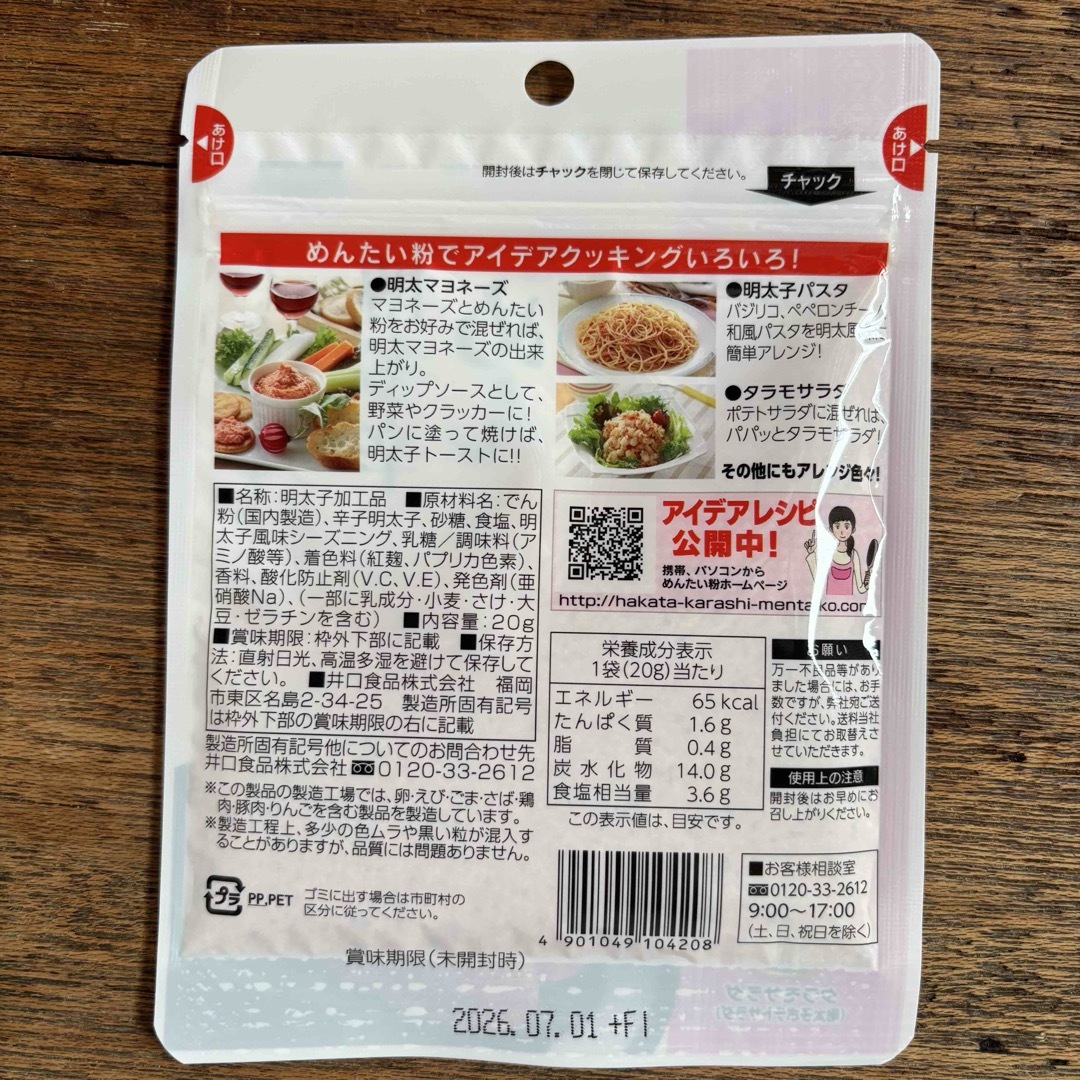 あけ口
あけ口
開封後はチャックを閉じて保存してください。
チャック
めんたい粉でアイデアクッキングいろいろ!
●明太マヨネーズ
マヨネーズとめんたい
粉をお好みで混ぜれば、
明太マヨネーズの出来
上がり。
ディップソースとして、
野菜やクラッカーに!
パンに塗って焼けば、
明太子トーストに!!
●明太子パスタ
バジリコ、ペペロンチー
和風パスタを明太風
簡単アレンジ!
●タラモサラダ
ポテトサラダに混ぜれば、
パパッとタラモサラダ!
その他にもアレンジ色々!
■名称:明太子加工品 ■原材料名:でん
粉(国内製造)、辛子明太子、砂糖、食塩、明
太子風味シーズニング、乳糖/調味料(ア
ミノ酸等)、着色料(紅麹、パプリカ色素)、
香料、酸化防止剤(V.C、V.E)、発色剤(亜
硝酸Na)、(一部に乳成分・小麦・さけ・大
豆・ゼラチンを含む) ■内容量:20g
■賞味期限:枠外下部に記載 ■保存方
法:直射日光、高温多湿を避けて保存して
ください。 ■井口食品株式会社 福岡
市東区名島2-34-25 製造所固有記号
は枠外下部の賞味期限の右に記載
製造所固有記号他についてのお問合わせ先
井口食品株式会社 0120-33-2612
※この製品の製造工場では、卵・えび・ごま・さば・鶏
肉・豚肉・りんごを含む製品を製造しています。
※製造工程上、多少の色ムラや黒い粒が混入す
ることがありますが、品質には問題ありません。
プラ PP,PET
ゴミに出す場合は市町村の
区分に従ってください。
アイデアレシピ
公開中!
携帯、パソコンから
めんたい粉ホームページ
http://hakata-karashi-mentaiko.com
栄養成分表示
1袋(20g)当たり
エネルギー 65kcal
たんぱく質 1.6g
脂質 0.4g
炭水化物 14.0g
食塩相当量 3.6g
この表示値は、目安です。
お願い
万一不良品等があり
ました場合には、お手
数ですが、弊社宛ご送
付ください。送料当社
負担にてお取替えさ
せていただきます。
使用上の注意
開封後はお早めにお
召し上がりください。
4 901049 104208
■お客様相談室
0120-33-2612
9:00〜17:00
(土、日、祝日を除く)
賞味期限(未開封時)
2026.07.01 +F1